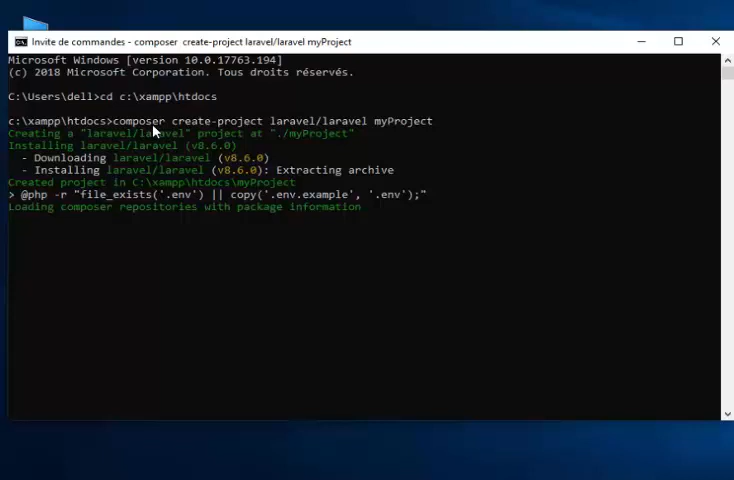 Invite de commandes - composer  create-project laravel/laravel myProject
Microsoft Windows [version 10.0.17763.194]
(c) 2018 Microsoft Corporation. Tous droits réservés.
C:\Users\dell>cd c:\xampp\htdocs
c:\xampp\htdocs>composer create-project laravel/laravel myProject
Creating a "laravel/laravel" project at "./myProject"
Installing laravel/laravel (v8.6.0)
  - Downloading laravel/laravel (v8.6.0)
  - Installing laravel/laravel (v8.6.0): Extracting archive
Created project in C:\xampp\htdocs\myProject
> @php -r "file_exists('.env') || copy('.env.example', '.env');"
Loading composer repositories with package information